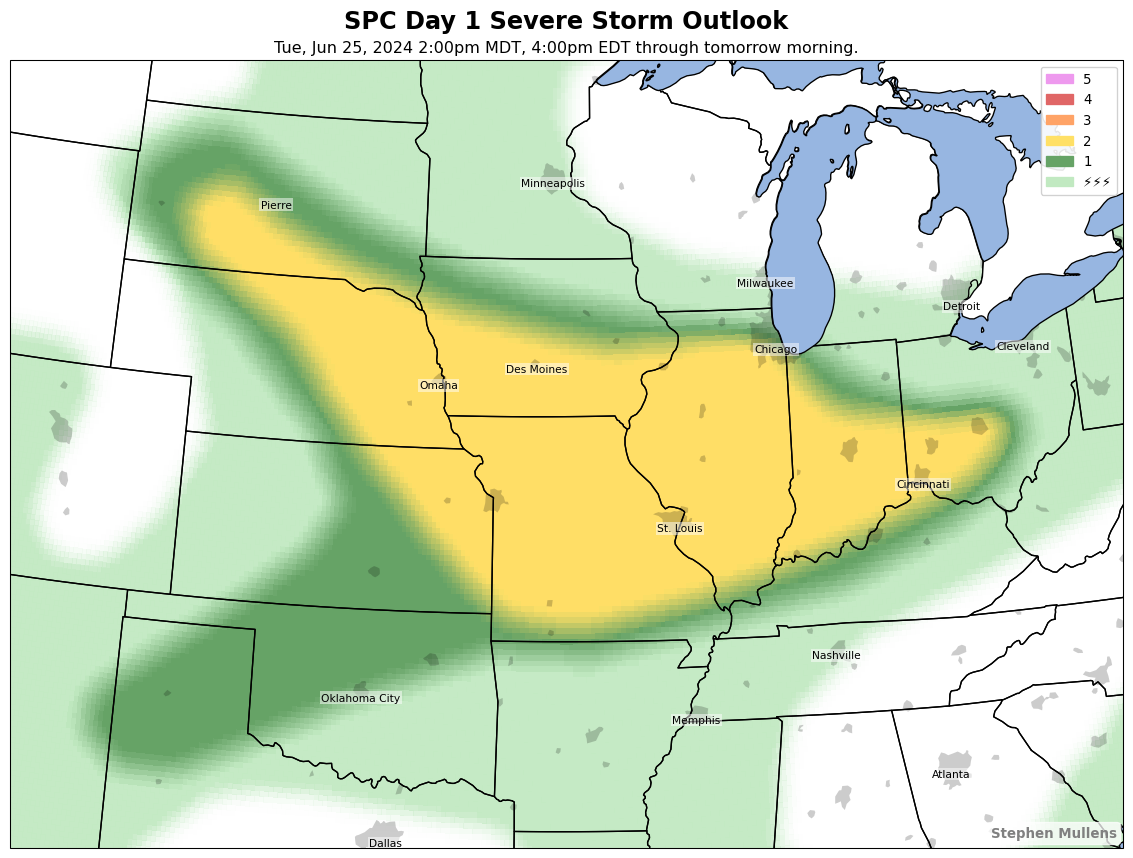 SPC Day 1 Severe Storm Outlook
Tue, Jun 25, 2024 2:00pm MDT, 4:00pm EDT through tomorrow morning.
5
4
3
2
1
⚡⚡⚡
Minneapolis
Pierre
Milwaukee
Detroit
Chicago
Cleveland
Des Moines
Omaha
Cincinnati
St. Louis
Nashville
Oklahoma City
Memphis
Atlanta
Dallas
Stephen Mullens